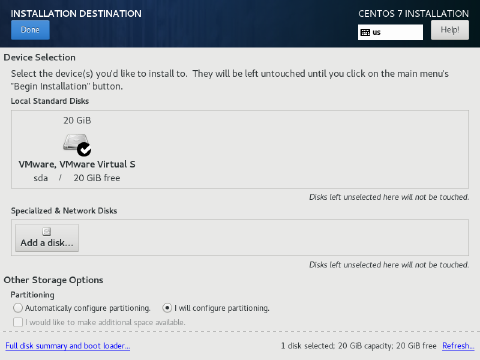 INSTALLATION DESTINATION
CENTOS 7 INSTALLATION
Done
us
Help!
Device Selection
Select the device(s) you'd like to install to. They will be left untouched until you click on the main menu's
"Begin Installation" button.
Local Standard Disks
20 GiB
VMware, VMware Virtual S
sda / 20 GiB free
Disks left unselected here will not be touched.
Specialized & Network Disks
Add a disk...
Disks left unselected here will not be touched.
Other Storage Options
Partitioning
Automatically configure partitioning.
I will configure partitioning.
I would like to make additional space available.
Full disk summary and boot loader...
1 disk selected; 20 GiB capacity; 20 GiB free
Refresh...